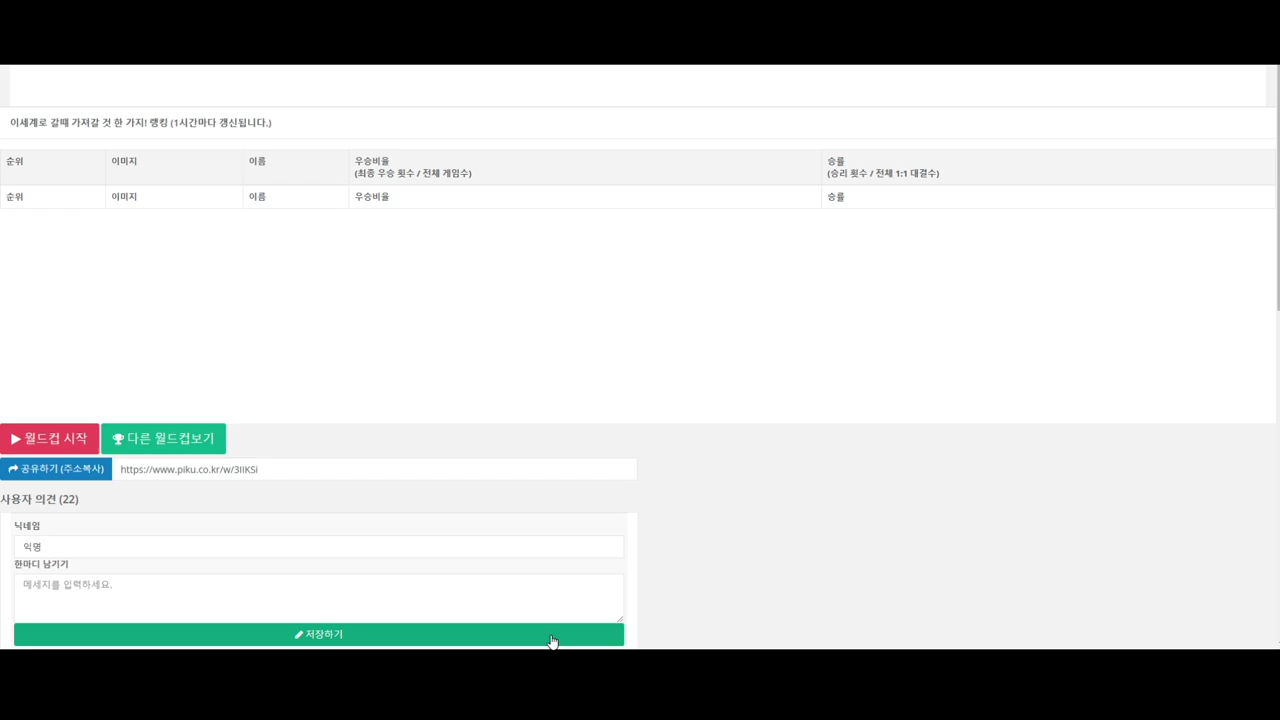 이세계로 갈때 가져갈 것 한 가지! 랭킹 (1시간마다 갱신됩니다.)
순위 이미지 이름 우승비율 승률
(최종 우승 횟수 / 전체 게임수) (승리 횟수 / 전체 1:1 대결수)
순위 이미지 이름 우승비율 승률
월드컵 시작 다른 월드컵보기
공유하기 (주소복사) https://www.piku.co.kr/w/3IIKSi
사용자 의견 (22)
닉네임
익명
한마디 남기기
메세지를 입력하세요.
저장하기